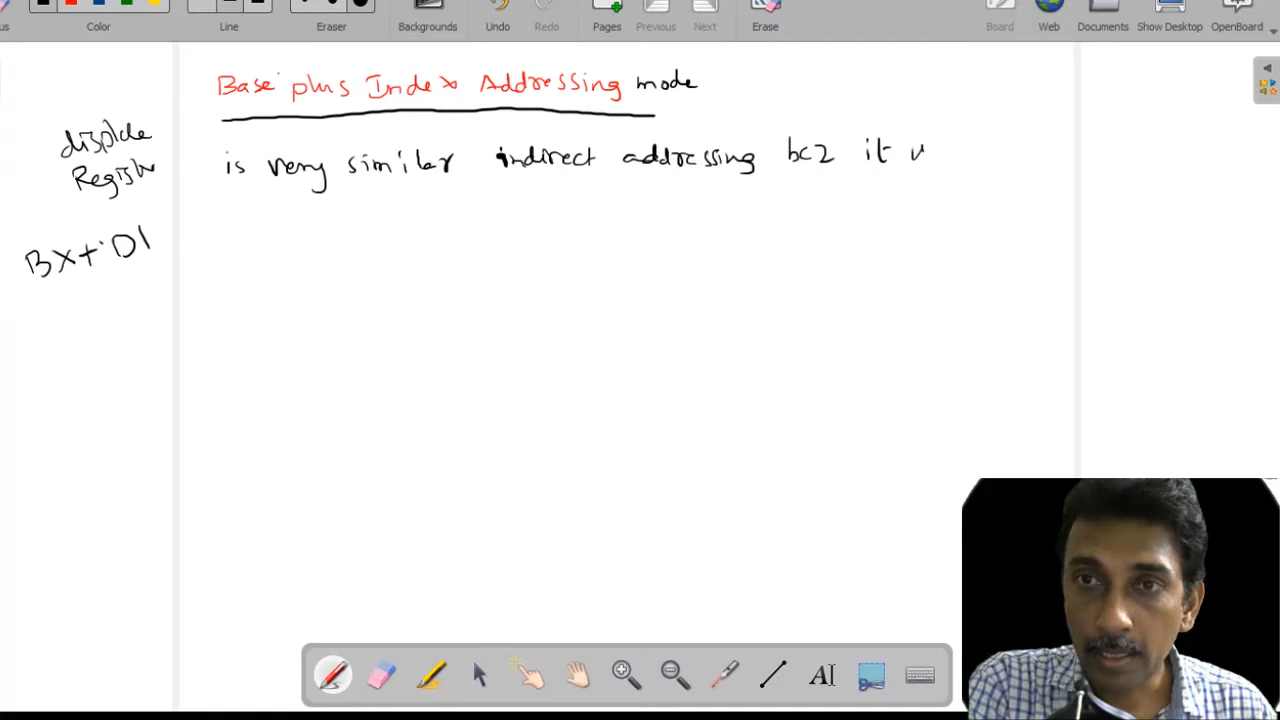 Color Line Eraser Backgrounds Undo Redo Pages Previous Next Erase Board Web Documents Show Desktop OpenBoard
Base plus Index Addressing mode
is very similar indirect addressing bcz it
Register
BX+DI